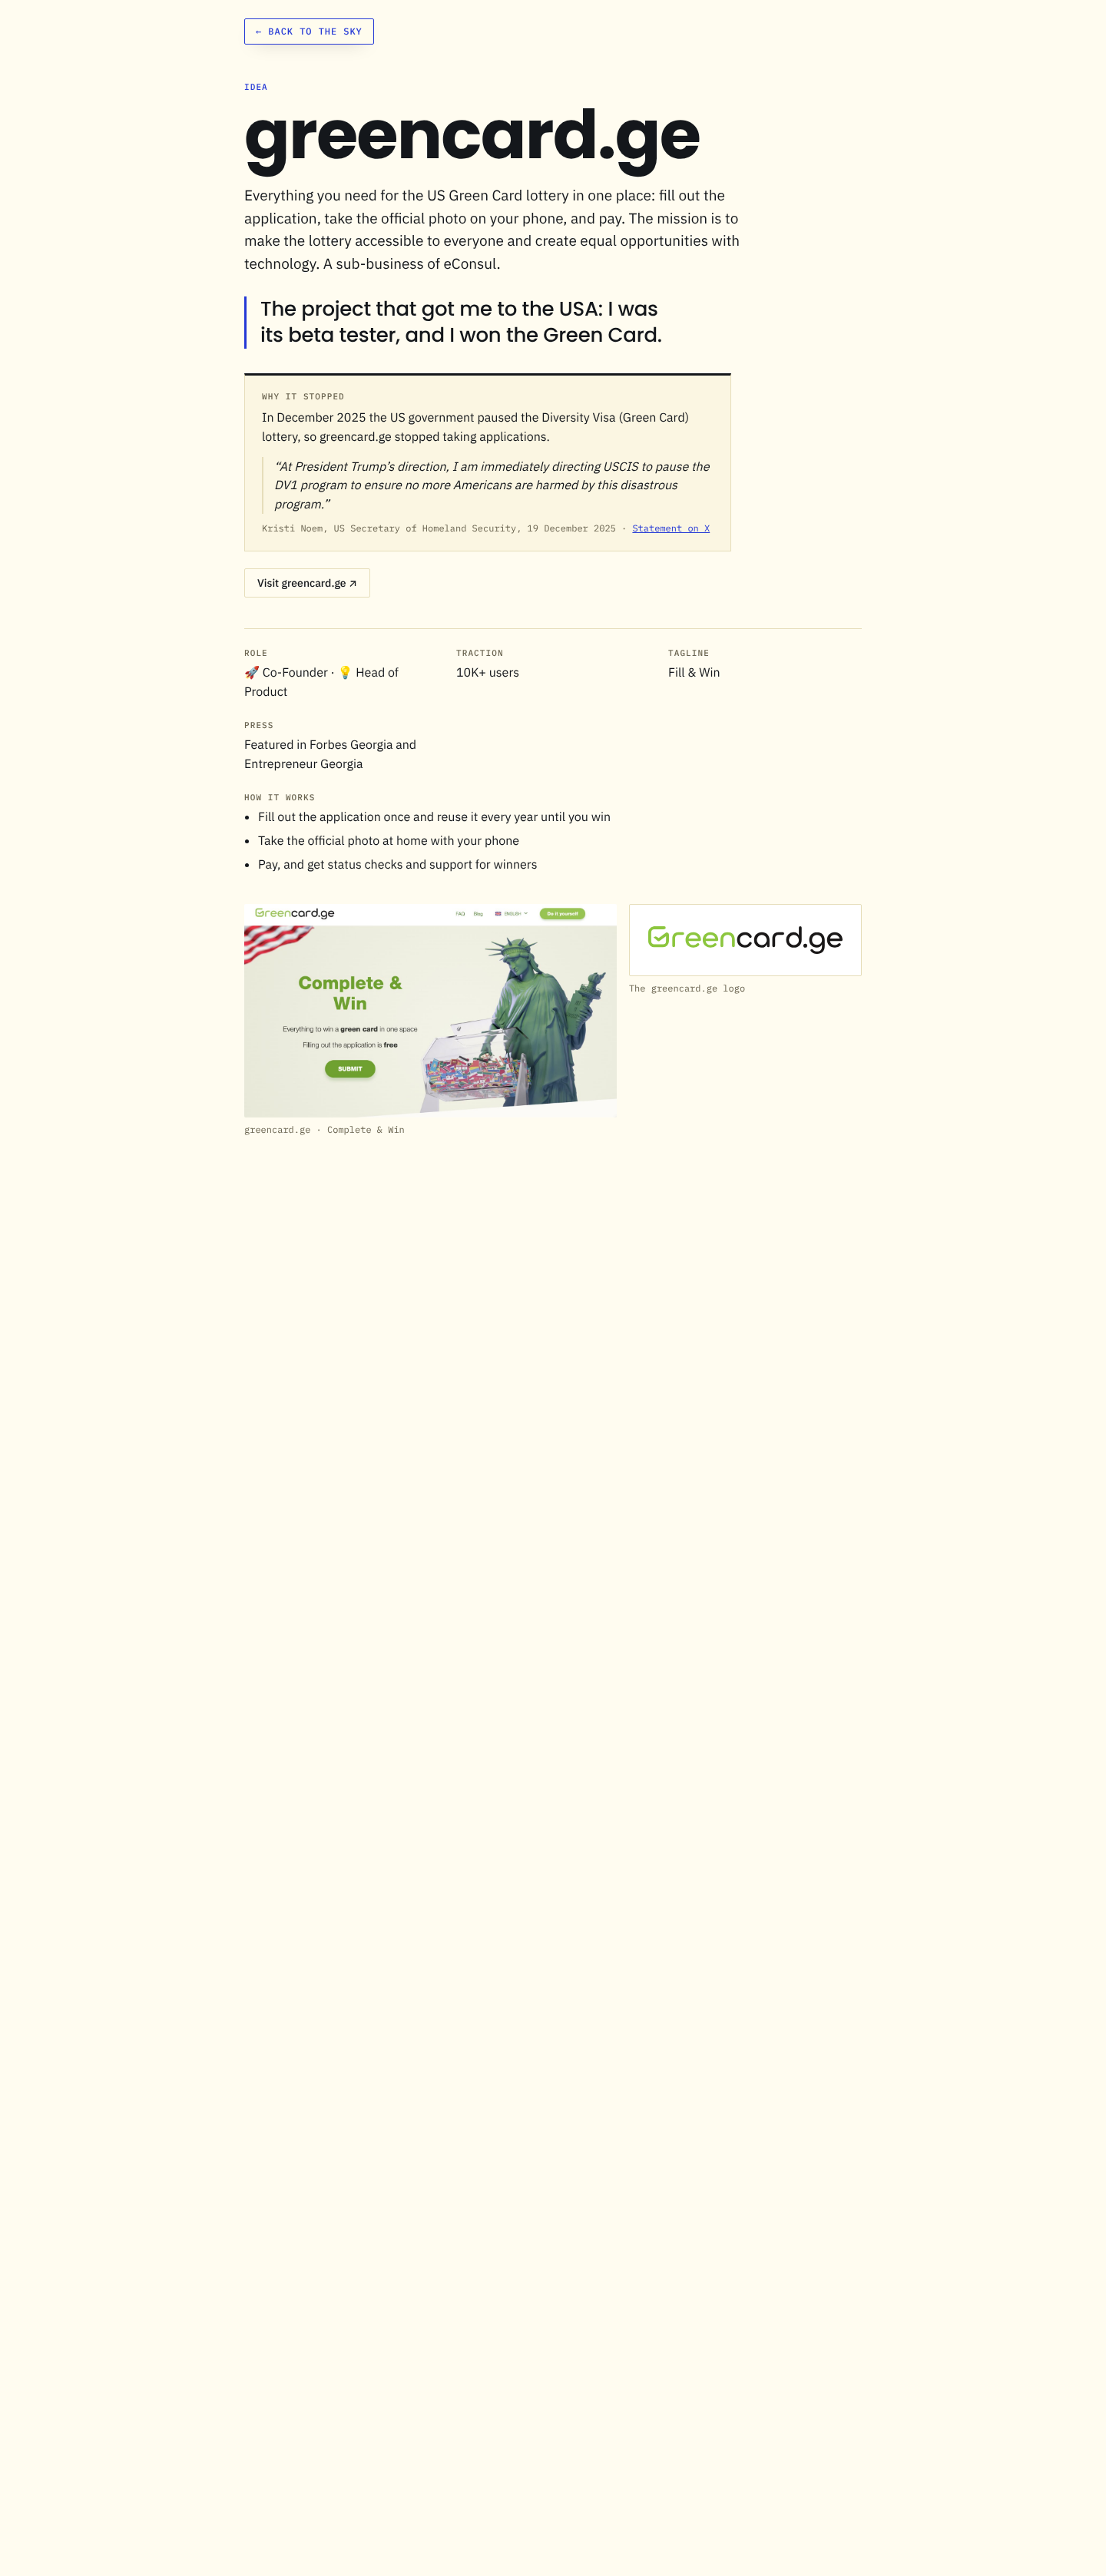 ← BACK TO THE SKY
IDEA
greencard.ge
Everything you need for the US Green Card lottery in one place: fill out the
application, take the official photo on your phone, and pay. The mission is to
make the lottery accessible to everyone and create equal opportunities with
technology. A sub-business of eConsul.
The project that got me to the USA: I was
its beta tester, and I won the Green Card.
WHY IT STOPPED
In December 2025 the US government paused the Diversity Visa (Green Card)
lottery, so greencard.ge stopped taking applications.
“At President Trump’s direction, I am immediately directing USCIS to pause the
DV1 program to ensure no more Americans are harmed by this disastrous
program.”
Kristi Noem, US Secretary of Homeland Security, 19 December 2025 · Statement on X
Visit greencard.ge ↗
ROLE
🚀 Co-Founder · 💡 Head of
Product
TRACTION
10K+ users
TAGLINE
Fill & Win
PRESS
Featured in Forbes Georgia and
Entrepreneur Georgia
HOW IT WORKS
• Fill out the application once and reuse it every year until you win
• Take the official photo at home with your phone
• Pay, and get status checks and support for winners
Greencard.ge
FAQ Blog ENGLISH Do it yourself
Complete &
Win
Everything to win a green card in one space
Filling out the application is free
SUBMIT
greencard.ge · Complete & Win
Greencard.ge
The greencard.ge logo